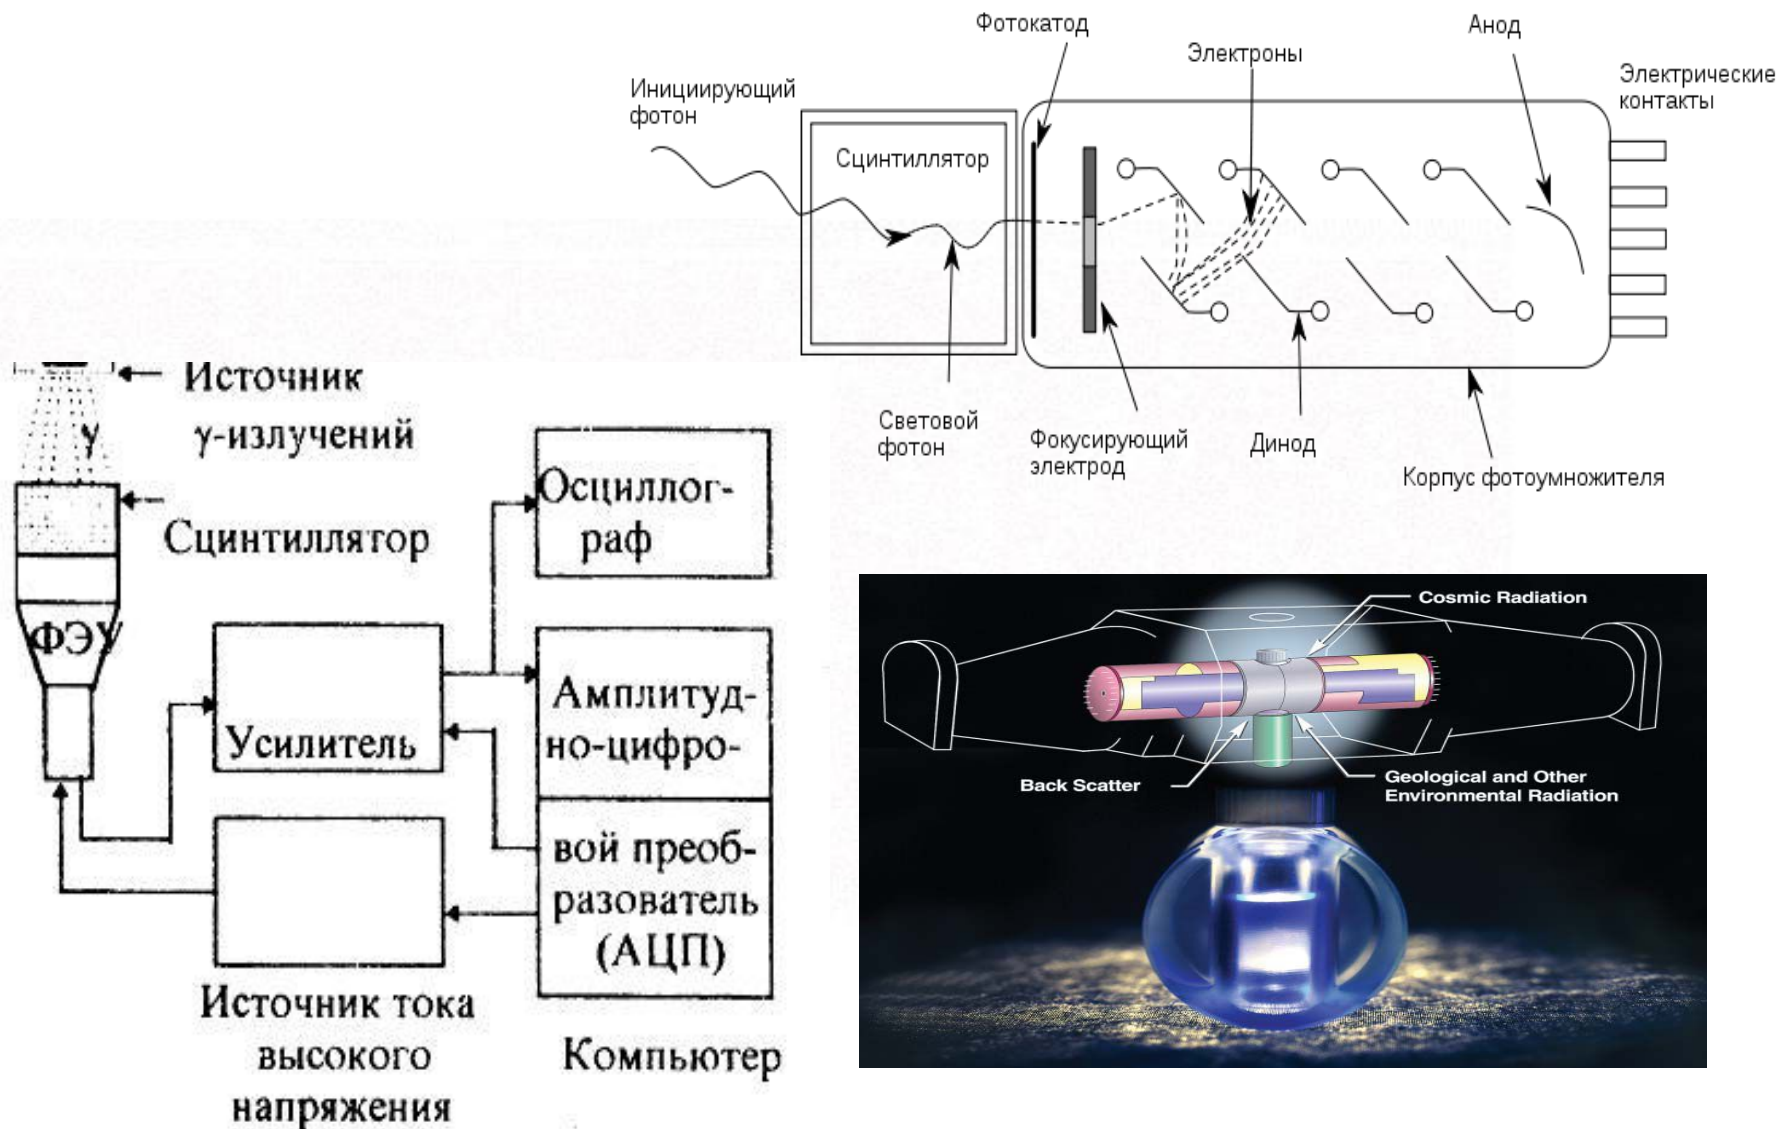 Фотокатод
Электроны
Анод
Инициирующий
фотон
Электрические
контакты
Сцинтиллятор
Световой
фотон
Фокусирующий
электрод
Динод
Корпус фотоумножителя
Источник
γ-излучений
γ
Сцинтиллятор
ФЭУ
Осциллог-
раф
Усилитель
Амплитуд-
но-цифро-
вой преоб-
разователь
(АЦП)
Источник тока
высокого
напряжения
Компьютер
Cosmic Radiation
Back Scatter
Geological and Other
Environmental Radiation